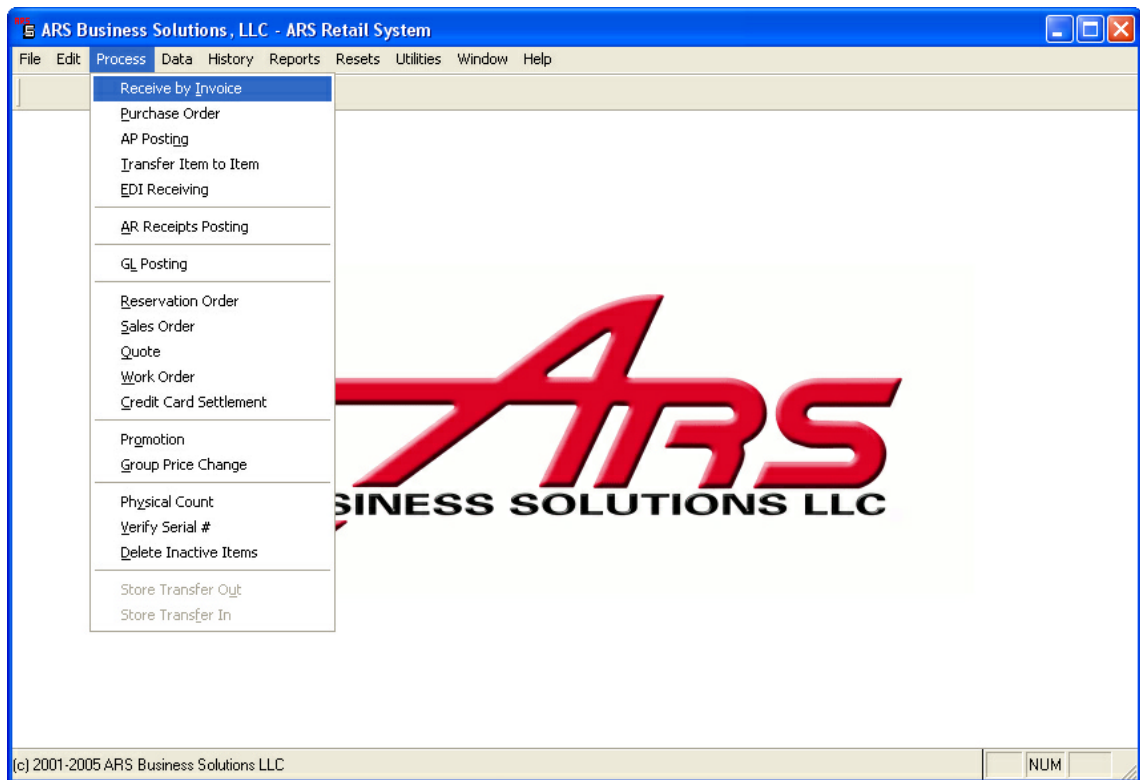 ARS Business Solutions, LLC - ARS Retail System
File Edit Process Data History Reports Resets Utilities Window Help
Receive by Invoice
Purchase Order
AP Posting
Transfer Item to Item
EDI Receiving
AR Receipts Posting
GL Posting
Reservation Order
Sales Order
Quote
Work Order
Credit Card Settlement
Promotion
Group Price Change
Physical Count
Verify Serial #
Delete Inactive Items
Store Transfer Out
Store Transfer In
ARS
SINESS SOLUTIONS LLC
(c) 2001-2005 ARS Business Solutions LLC NUM